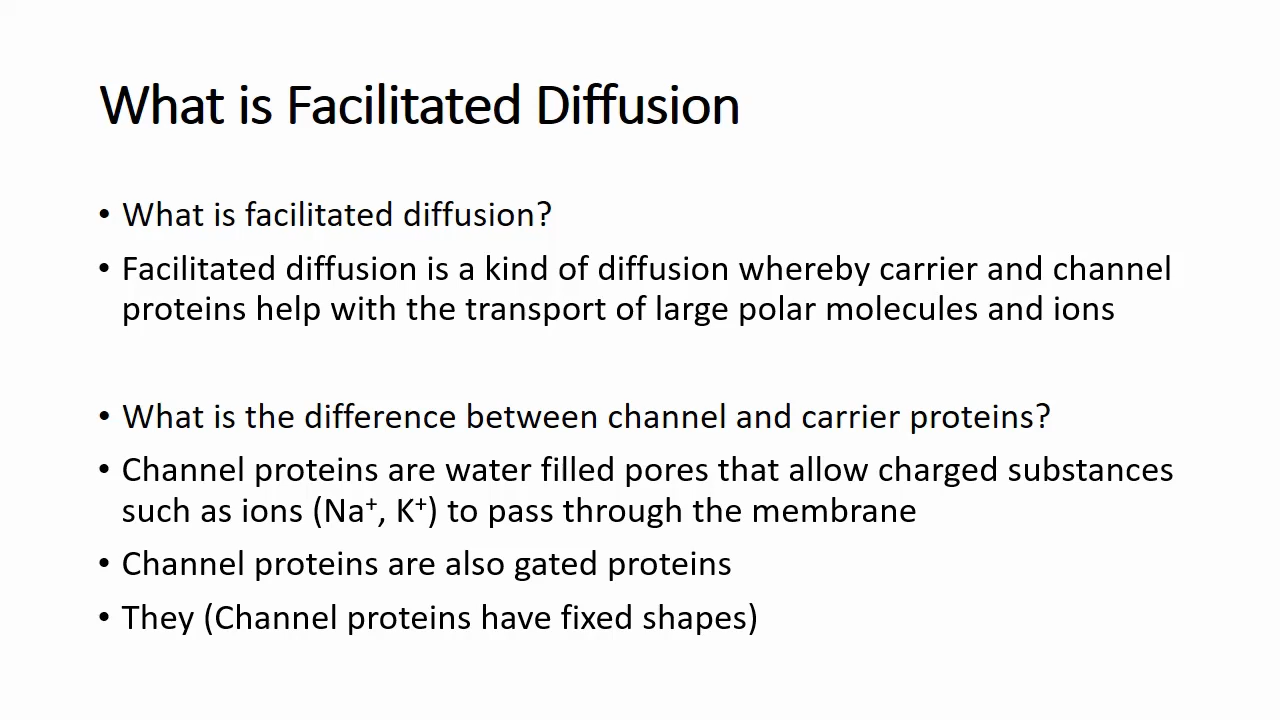 What is Facilitated Diffusion
• What is facilitated diffusion?
• Facilitated diffusion is a kind of diffusion whereby carrier and channel
proteins help with the transport of large polar molecules and ions
• What is the difference between channel and carrier proteins?
• Channel proteins are water filled pores that allow charged substances
such as ions (Na⁺, K⁺) to pass through the membrane
• Channel proteins are also gated proteins
• They (Channel proteins have fixed shapes)